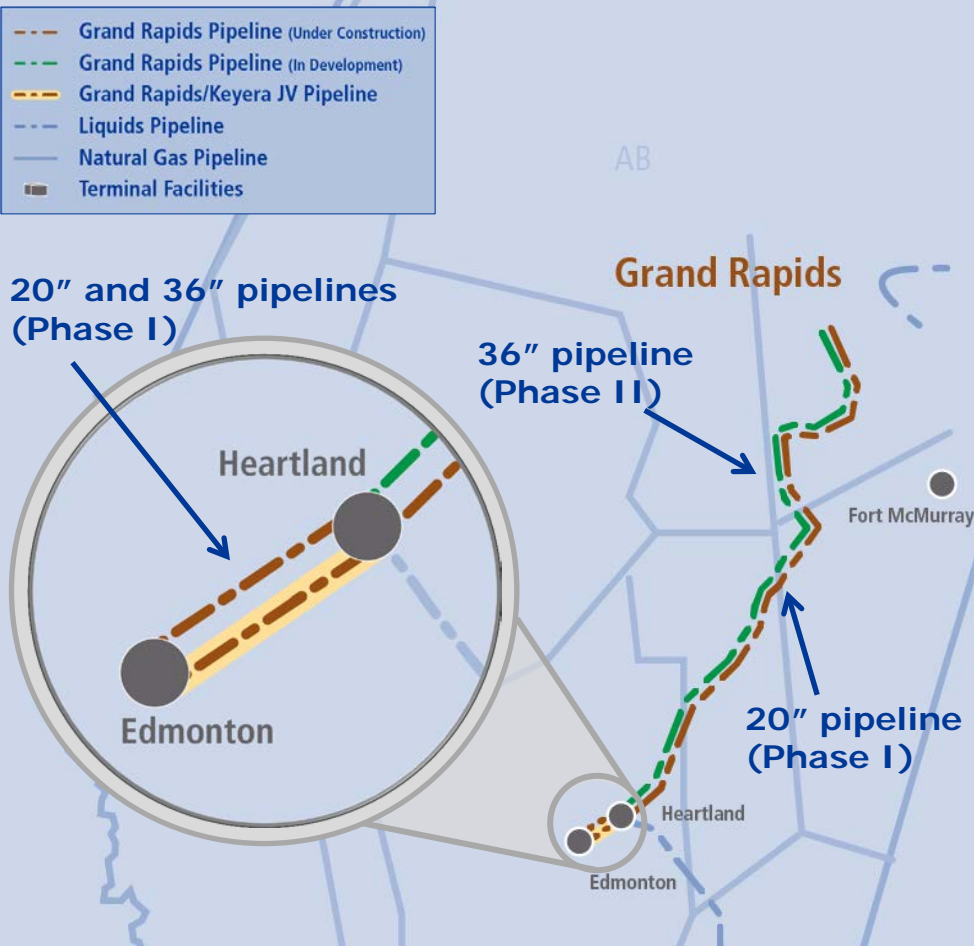 Grand Rapids Pipeline (Under Construction)
Grand Rapids Pipeline (In Development)
Grand Rapids/Keyera JV Pipeline
Liquids Pipeline
Natural Gas Pipeline
Terminal Facilities
AB
Grand Rapids
20” and 36” pipelines
(Phase I)
36” pipeline
(Phase II)
Heartland
Fort McMurray
Edmonton
20” pipeline
(Phase I)
Heartland
Edmonton